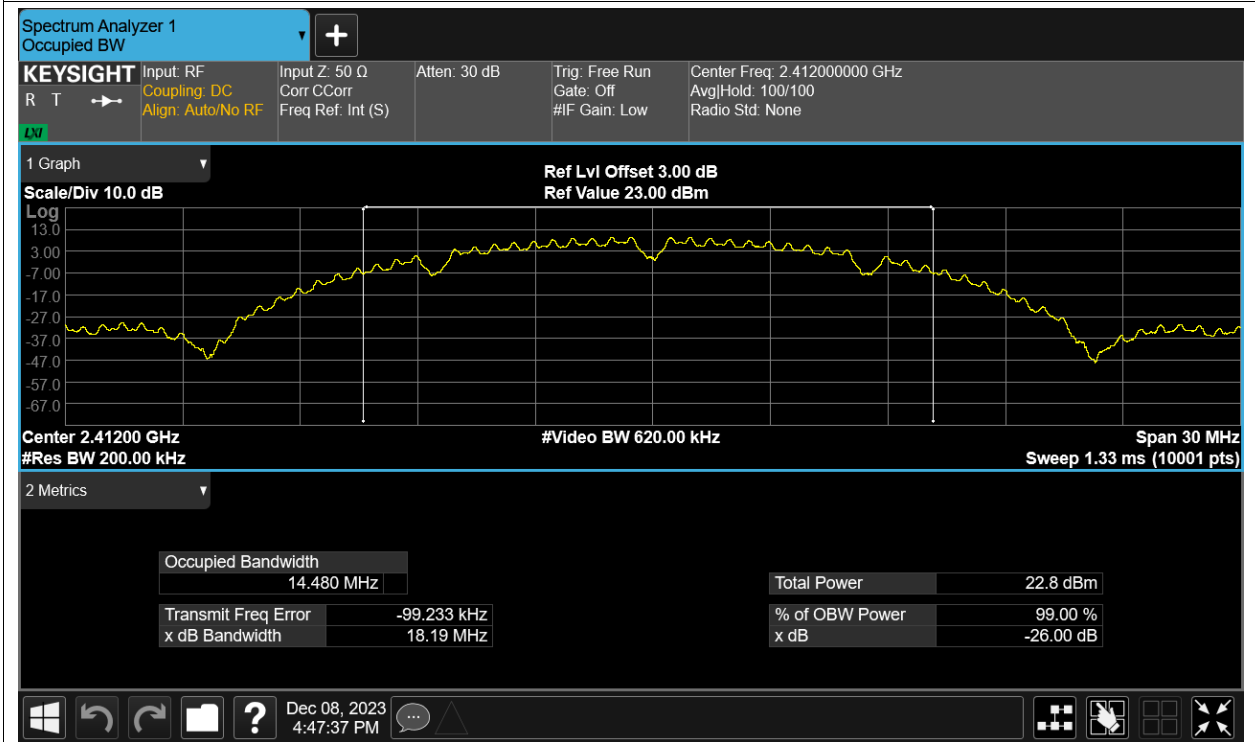 Spectrum Analyzer 1
Occupied BW
KEYSIGHT
R T
LXI
Input: RF
Coupling: DC
Align: Auto/No RF
Input Z: 50 Ω
Corr CCorr
Freq Ref: Int (S)
Atten: 30 dB
Trig: Free Run
Gate: Off
#IF Gain: Low
Center Freq: 2.412000000 GHz
Avg|Hold: 100/100
Radio Std: None
1 Graph
Scale/Div 10.0 dB
Ref Lvl Offset 3.00 dB
Ref Value 23.00 dBm
Log
13.0
3.00
-7.00
-17.0
-27.0
-37.0
-47.0
-57.0
-67.0
Center 2.41200 GHz
#Res BW 200.00 kHz
#Video BW 620.00 kHz
Span 30 MHz
Sweep 1.33 ms (10001 pts)
2 Metrics
Occupied Bandwidth
14.480 MHz
Transmit Freq Error -99.233 kHz
x dB Bandwidth 18.19 MHz
Total Power 22.8 dBm
% of OBW Power 99.00 %
x dB -26.00 dB
?
Dec 08, 2023
4:47:37 PM